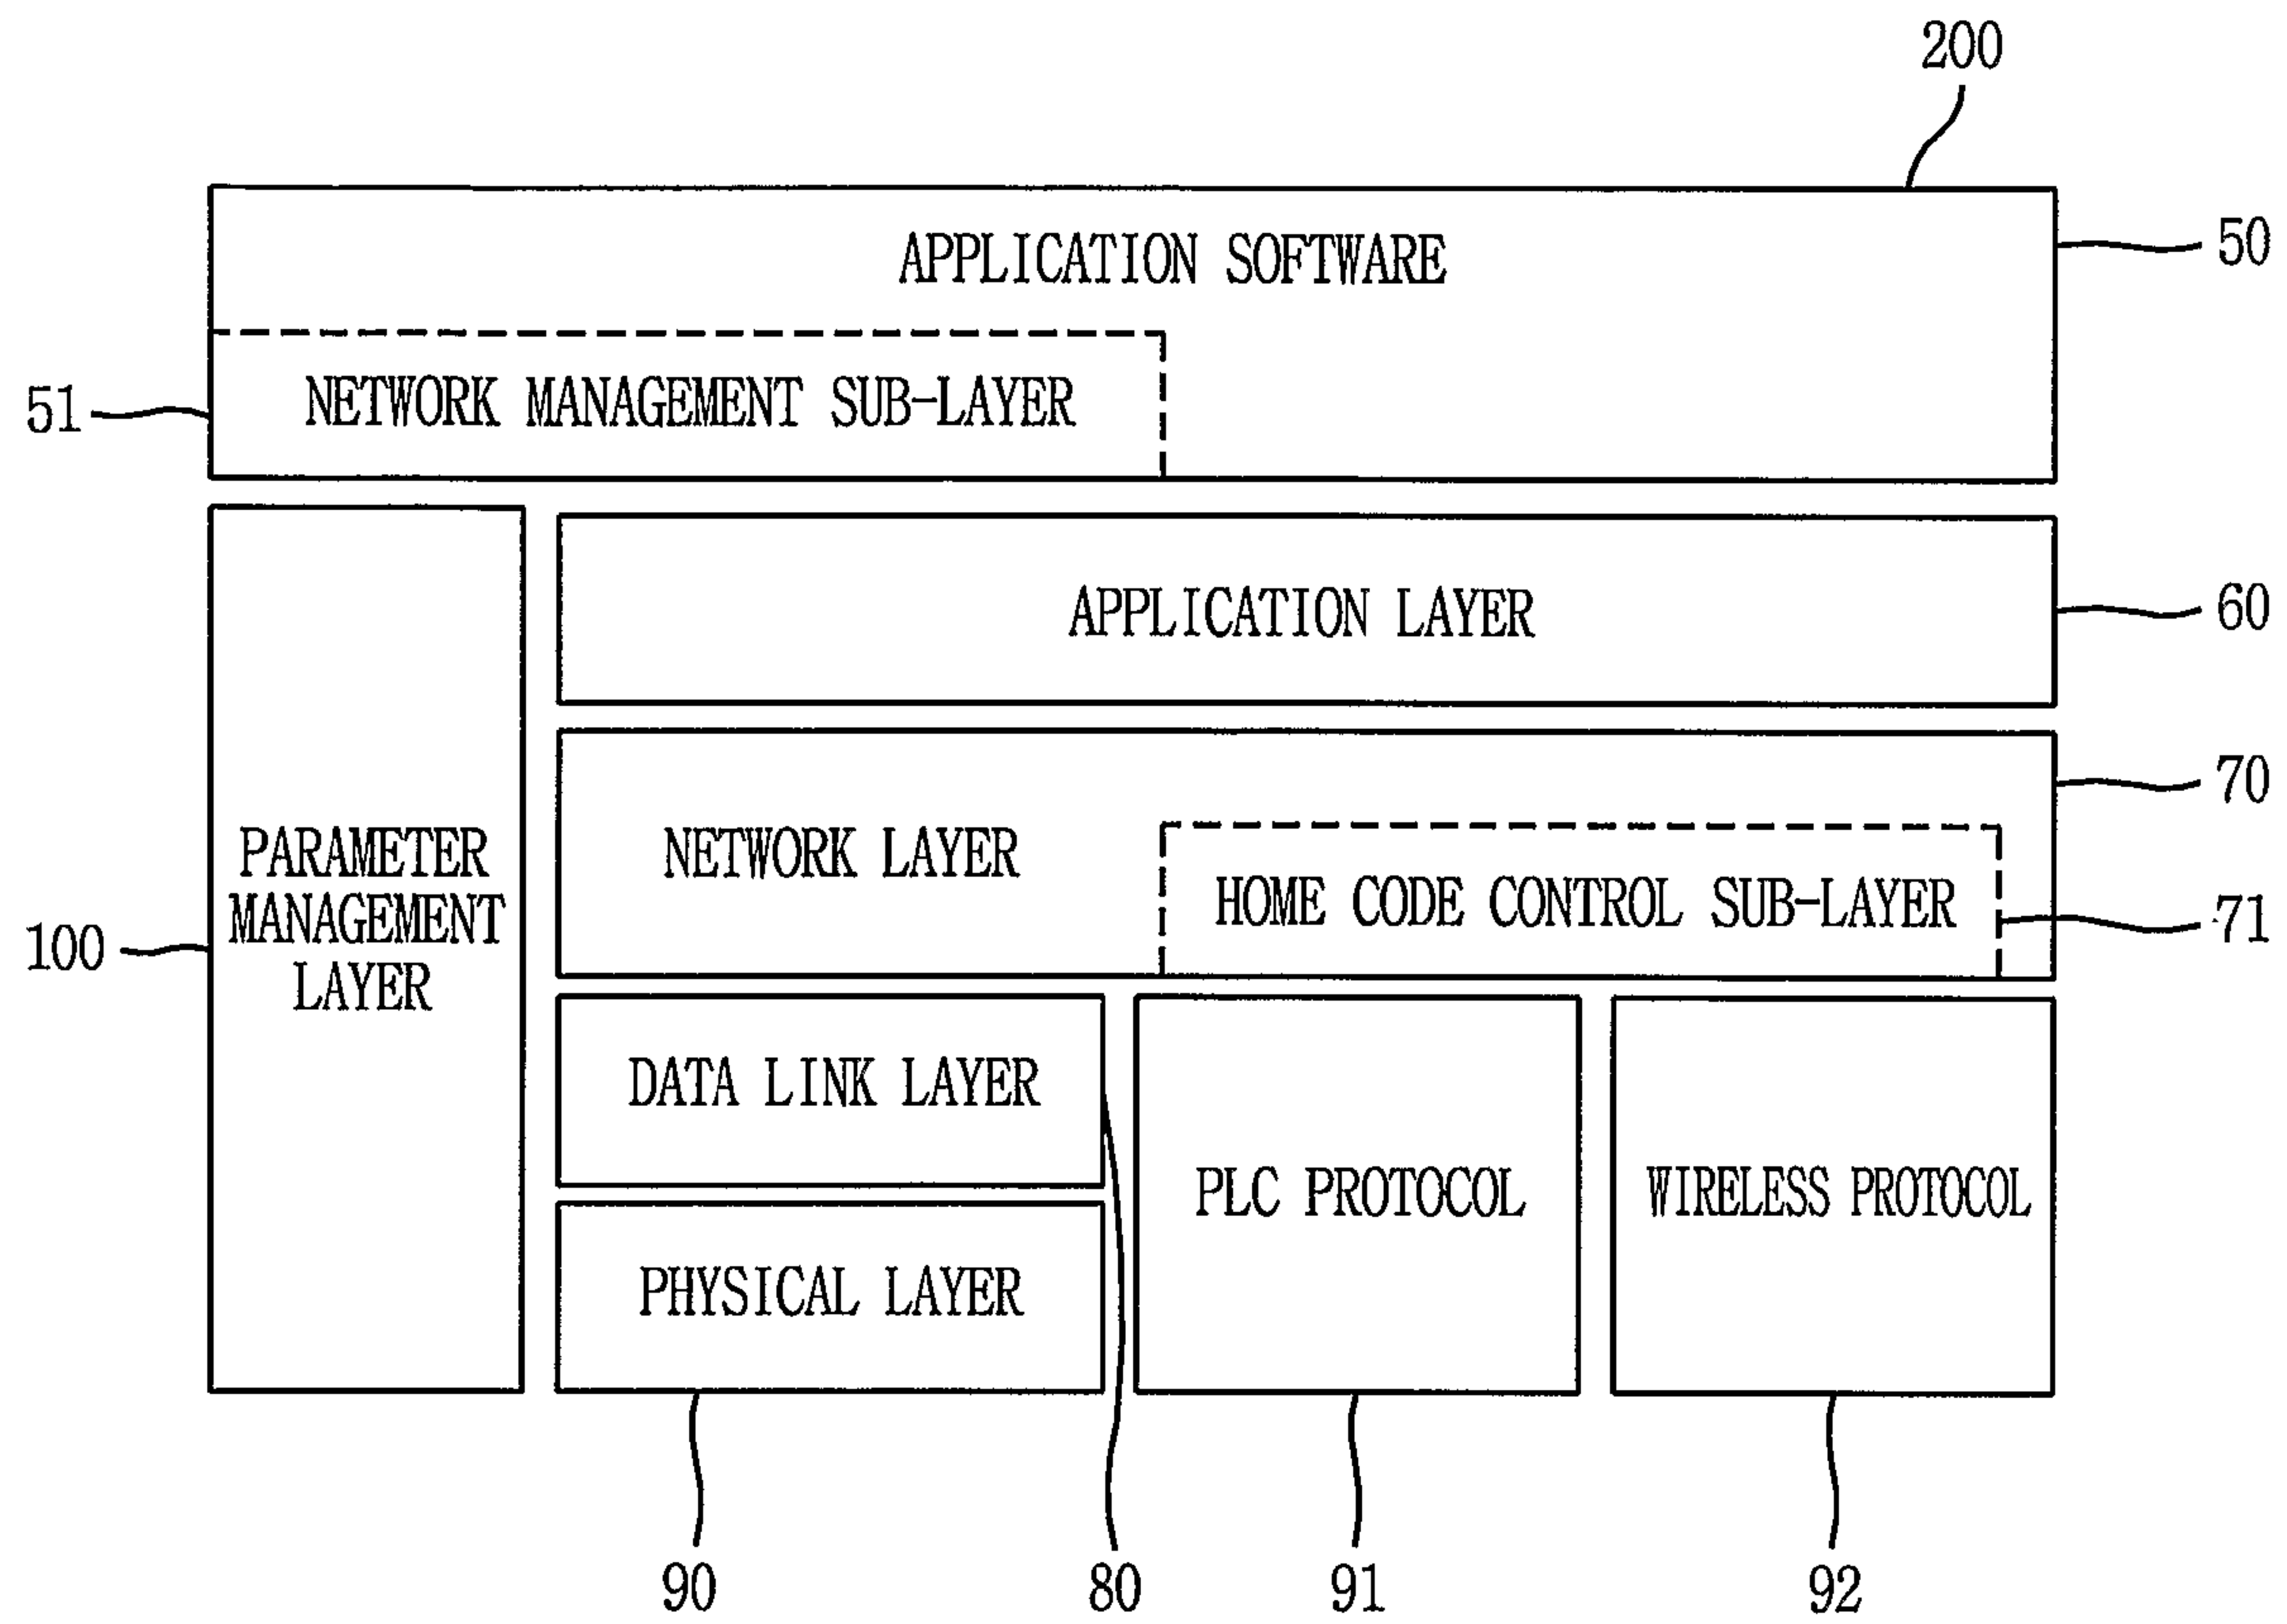 200
APPLICATION SOFTWARE
50
NETWORK MANAGEMENT SUB-LAYER
51
APPLICATION LAYER
60
PARAMETER
MANAGEMENT
LAYER
100
NETWORK LAYER
70
HOME CODE CONTROL SUB-LAYER
71
DATA LINK LAYER
PLC PROTOCOL
WIRELESS PROTOCOL
PHYSICAL LAYER
90
80
91
92